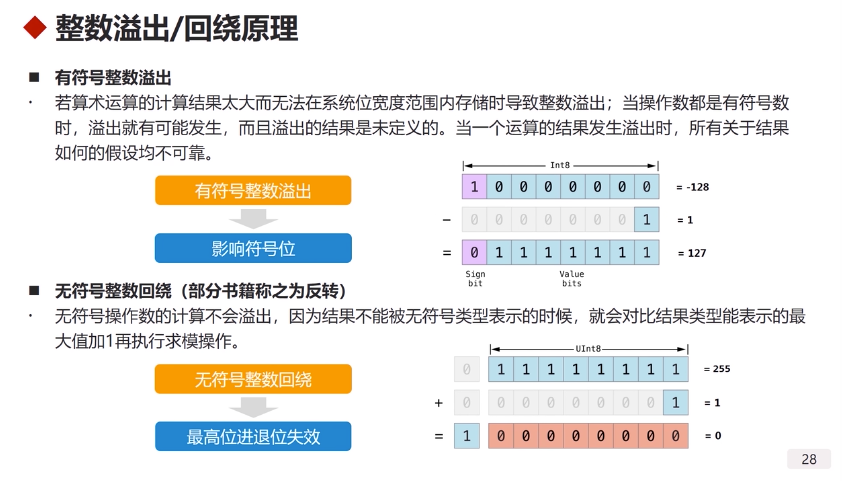 整数溢出/回绕原理
有符号整数溢出
若算术运算的计算结果太大而无法在系统位宽度范围内存储时导致整数溢出；当操作数都是有符号数
时，溢出就有可能发生，而且溢出的结果是未定义的。当一个运算的结果发生溢出时，所有关于结果
如何的假设均不可靠。
有符号整数溢出
影响符号位
Int8
1 0 0 0 0 0 0 0 = -128
− 0 0 0 0 0 0 0 1 = 1
= 0 1 1 1 1 1 1 1 = 127
Sign Value
bit bits
无符号整数回绕（部分书籍称之为反转）
无符号操作数的计算不会溢出，因为结果不能被无符号类型表示的时候，就会对比结果类型能表示的最
大值加1再执行求模操作。
无符号整数回绕
最高位进退位失效
UInt8
0 1 1 1 1 1 1 1 1 = 255
+ 0 0 0 0 0 0 0 0 1 = 1
= 1 0 0 0 0 0 0 0 0 = 0
28